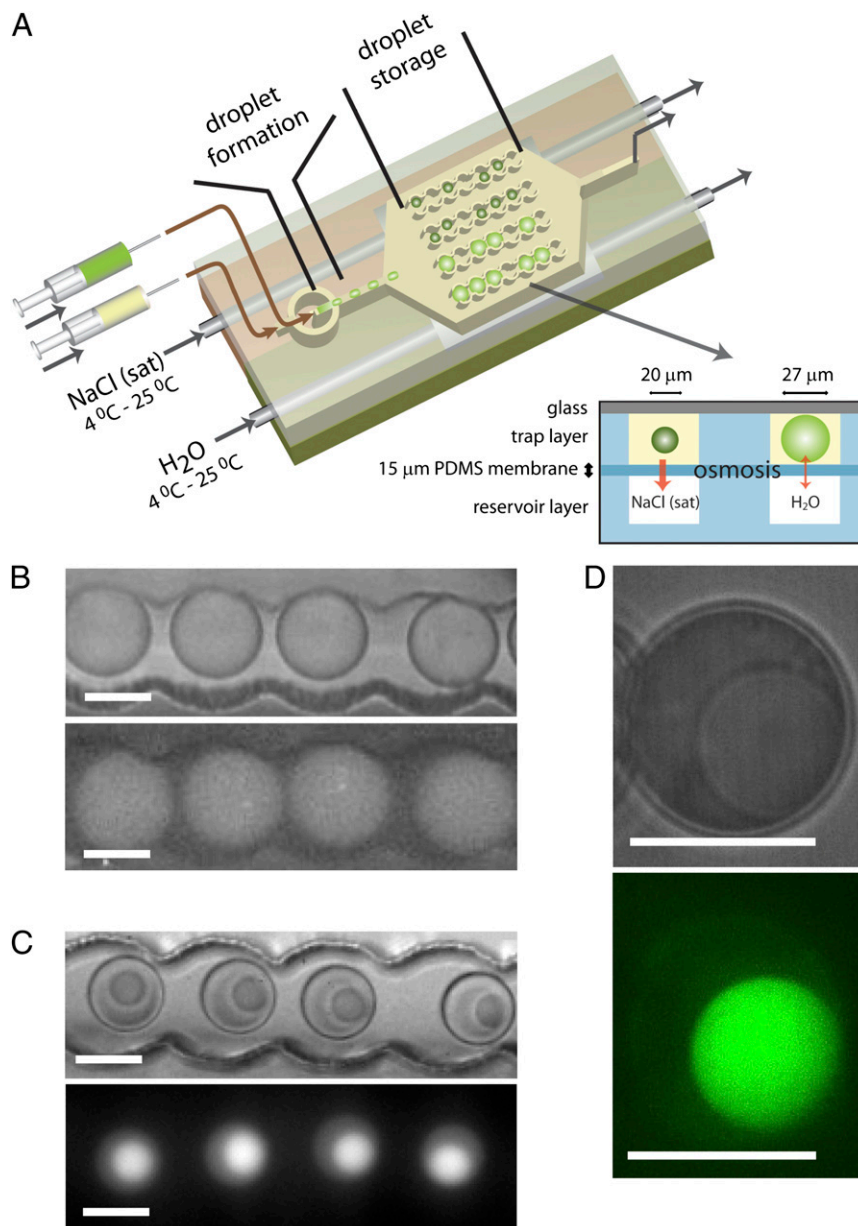 A
droplet
storage
droplet
formation
NaCl (sat)
4 ⁰C - 25 ⁰C
H₂O
4 ⁰C - 25 ⁰C
20 μm
27 μm
glass
trap layer
15 μm PDMS membrane
osmosis
reservoir layer
NaCl (sat)
H₂O
B
D
C